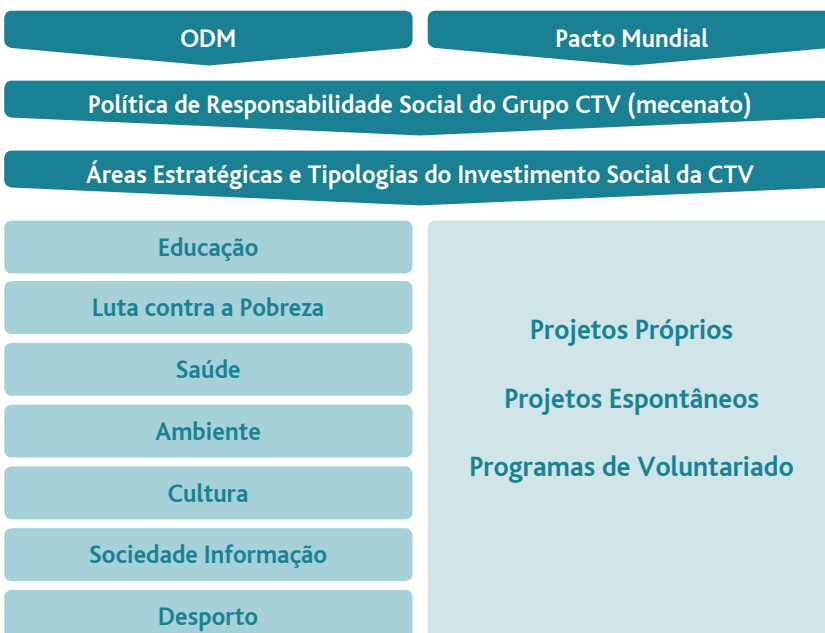 ODM
Pacto Mundial
Política de Responsabilidade Social do Grupo CTV (mecenato)
Áreas Estratégicas e Tipologias do Investimento Social da CTV
Educação
Luta contra a Pobreza
Saúde
Ambiente
Cultura
Sociedade Informação
Desporto
Projetos Próprios
Projetos Espontâneos
Programas de Voluntariado